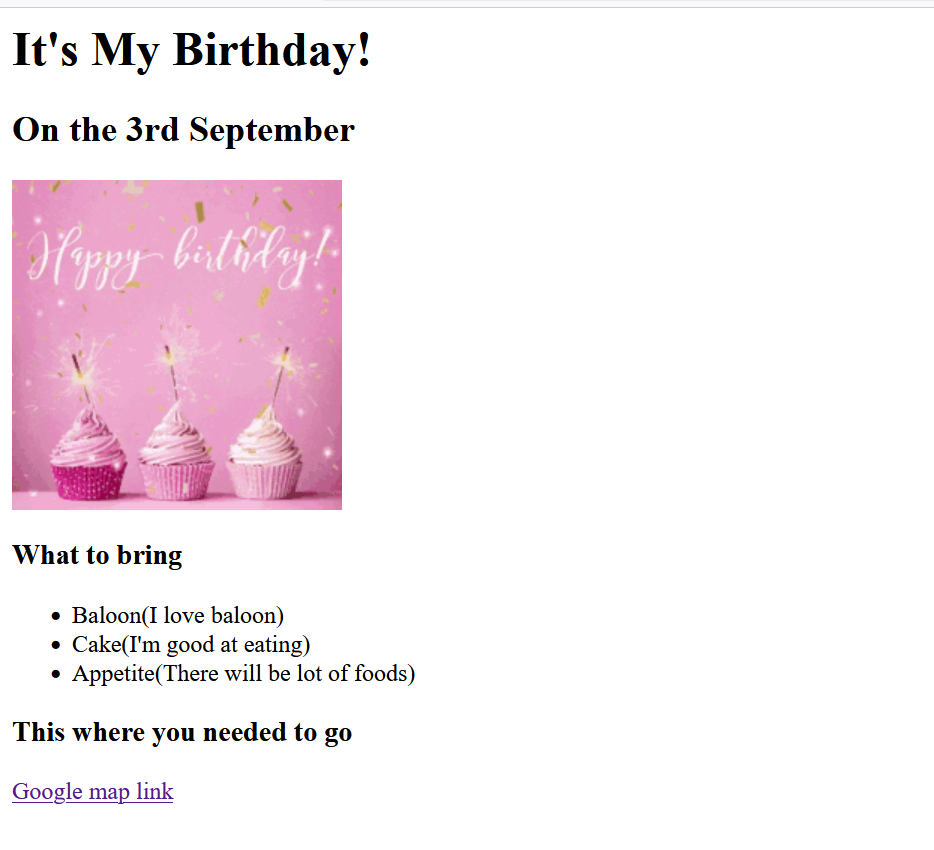 It's My Birthday!
On the 3rd September
Happy birthday!
What to bring
Baloon(I love baloon)
Cake(I'm good at eating)
Appetite(There will be lot of foods)
This where you needed to go
Google map link